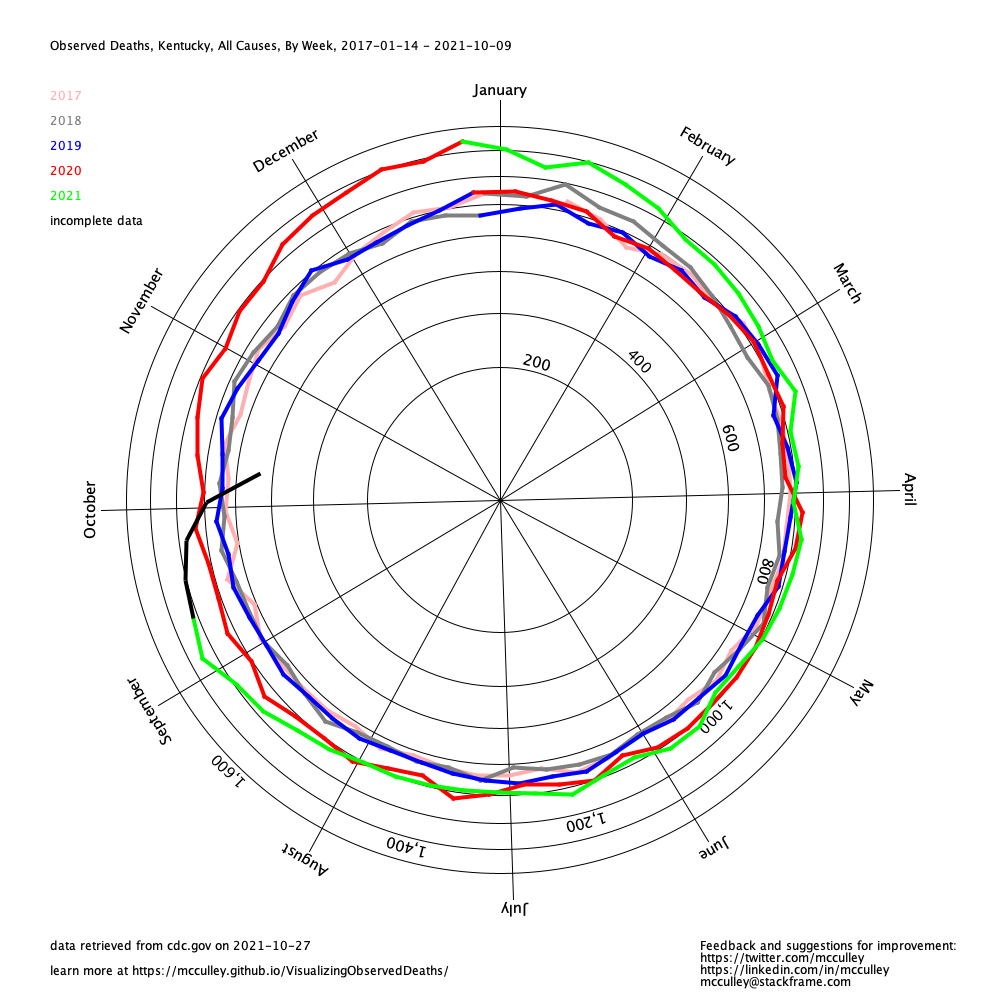 Observed Deaths, Kentucky, All Causes, By Week, 2017-01-14 - 2021-10-09
2017
2018
2019
2020
2021
incomplete data
January
February
March
April
May
June
July
August
September
October
November
December
200
400
600
800
1,000
1,200
1,400
1,600
data retrieved from cdc.gov on 2021-10-27
learn more at https://mcculley.github.io/VisualizingObservedDeaths/
Feedback and suggestions for improvement:
https://twitter.com/mcculley
https://linkedin.com/in/mcculley
mcculley@stackframe.com